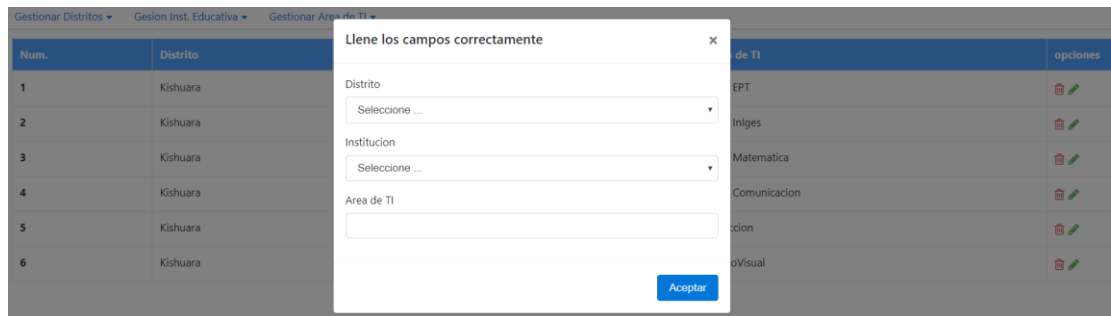 Gestionar Distritos Gesion Inst. Educativa Gestionar Area de TI
Llene los campos correctamente ×
Num. Distrito de TI opciones
Distrito
Seleccione ...
Institucion
Seleccione ...
Area de TI
Aceptar
1 Kishuara EPT
2 Kishuara Inlges
3 Kishuara Matematica
4 Kishuara Comunicacion
5 Kishuara ccion
6 Kishuara oVisual